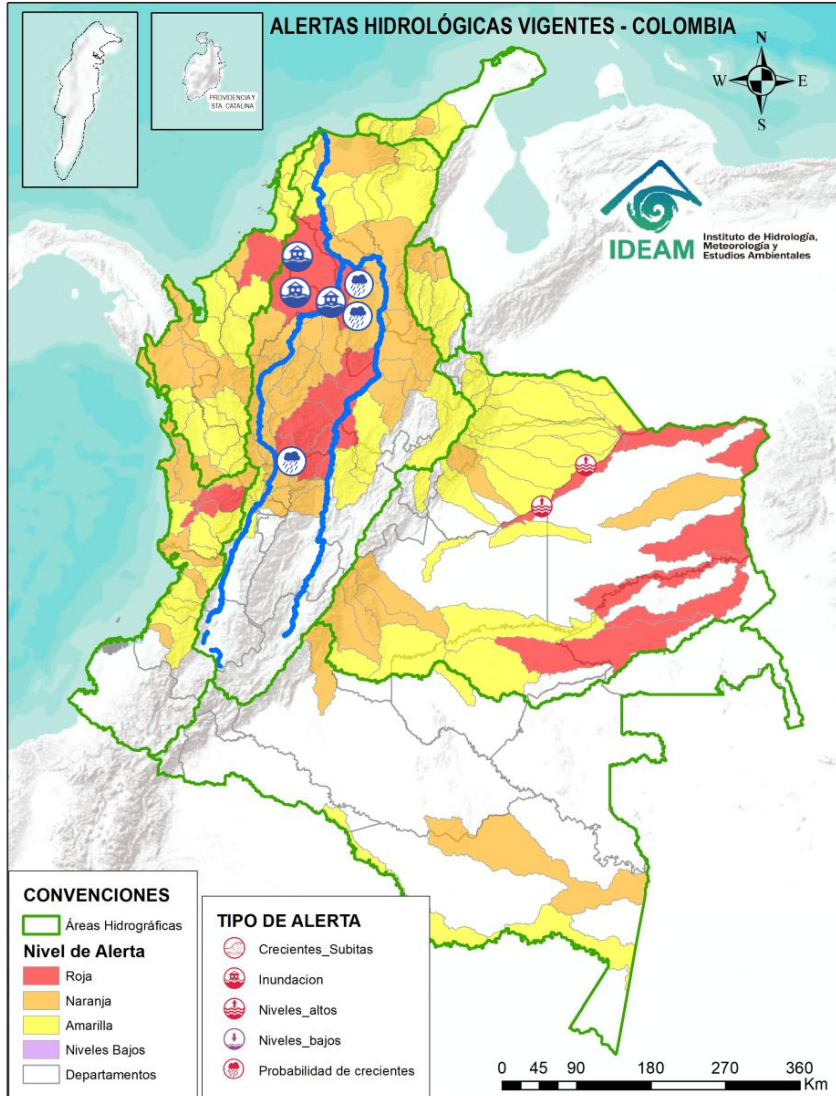 ALERTAS HIDROLÓGICAS VIGENTES - COLOMBIA
PROVIDENCIA Y
STA. CATALINA
N
W E
S
IDEAM
Instituto de Hidrología,
Meteorología y
Estudios Ambientales
CONVENCIONES
Áreas Hidrográficas
Nivel de Alerta
Roja
Naranja
Amarilla
Niveles Bajos
Departamentos
TIPO DE ALERTA
Crecientes_Subitas
Inundacion
Niveles_altos
Niveles_bajos
Probabilidad de crecientes
0 45 90 180 270 360
Km